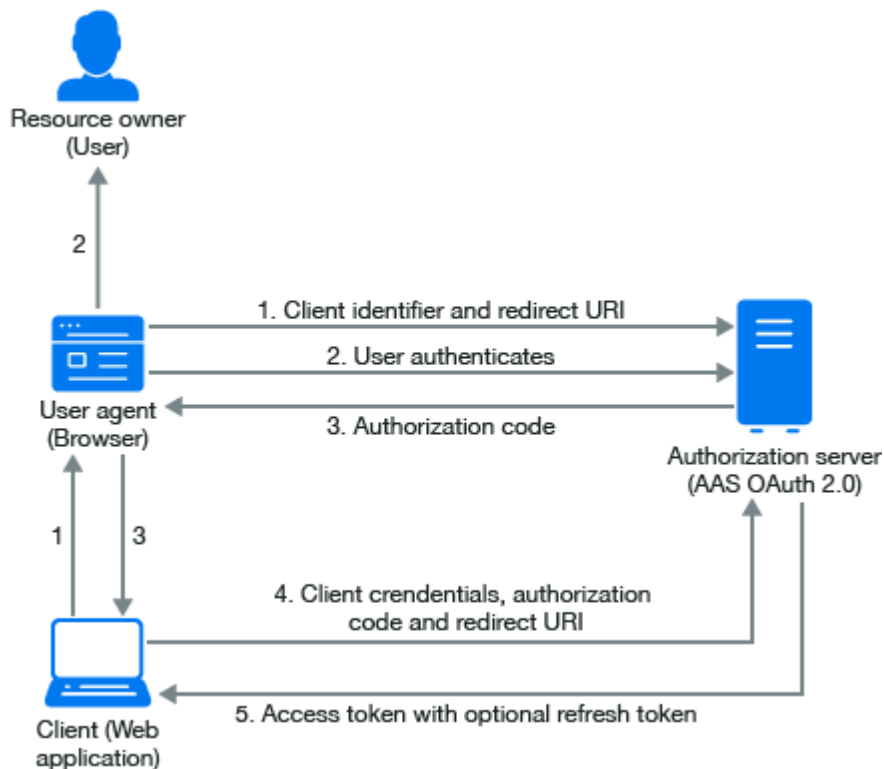 Resource owner
(User)
2
1. Client identifier and redirect URI
2. User authenticates
3. Authorization code
User agent
(Browser)
Authorization server
(AAS OAuth 2.0)
1
3
4. Client crendentials, authorization
code and redirect URI
5. Access token with optional refresh token
Client (Web
application)